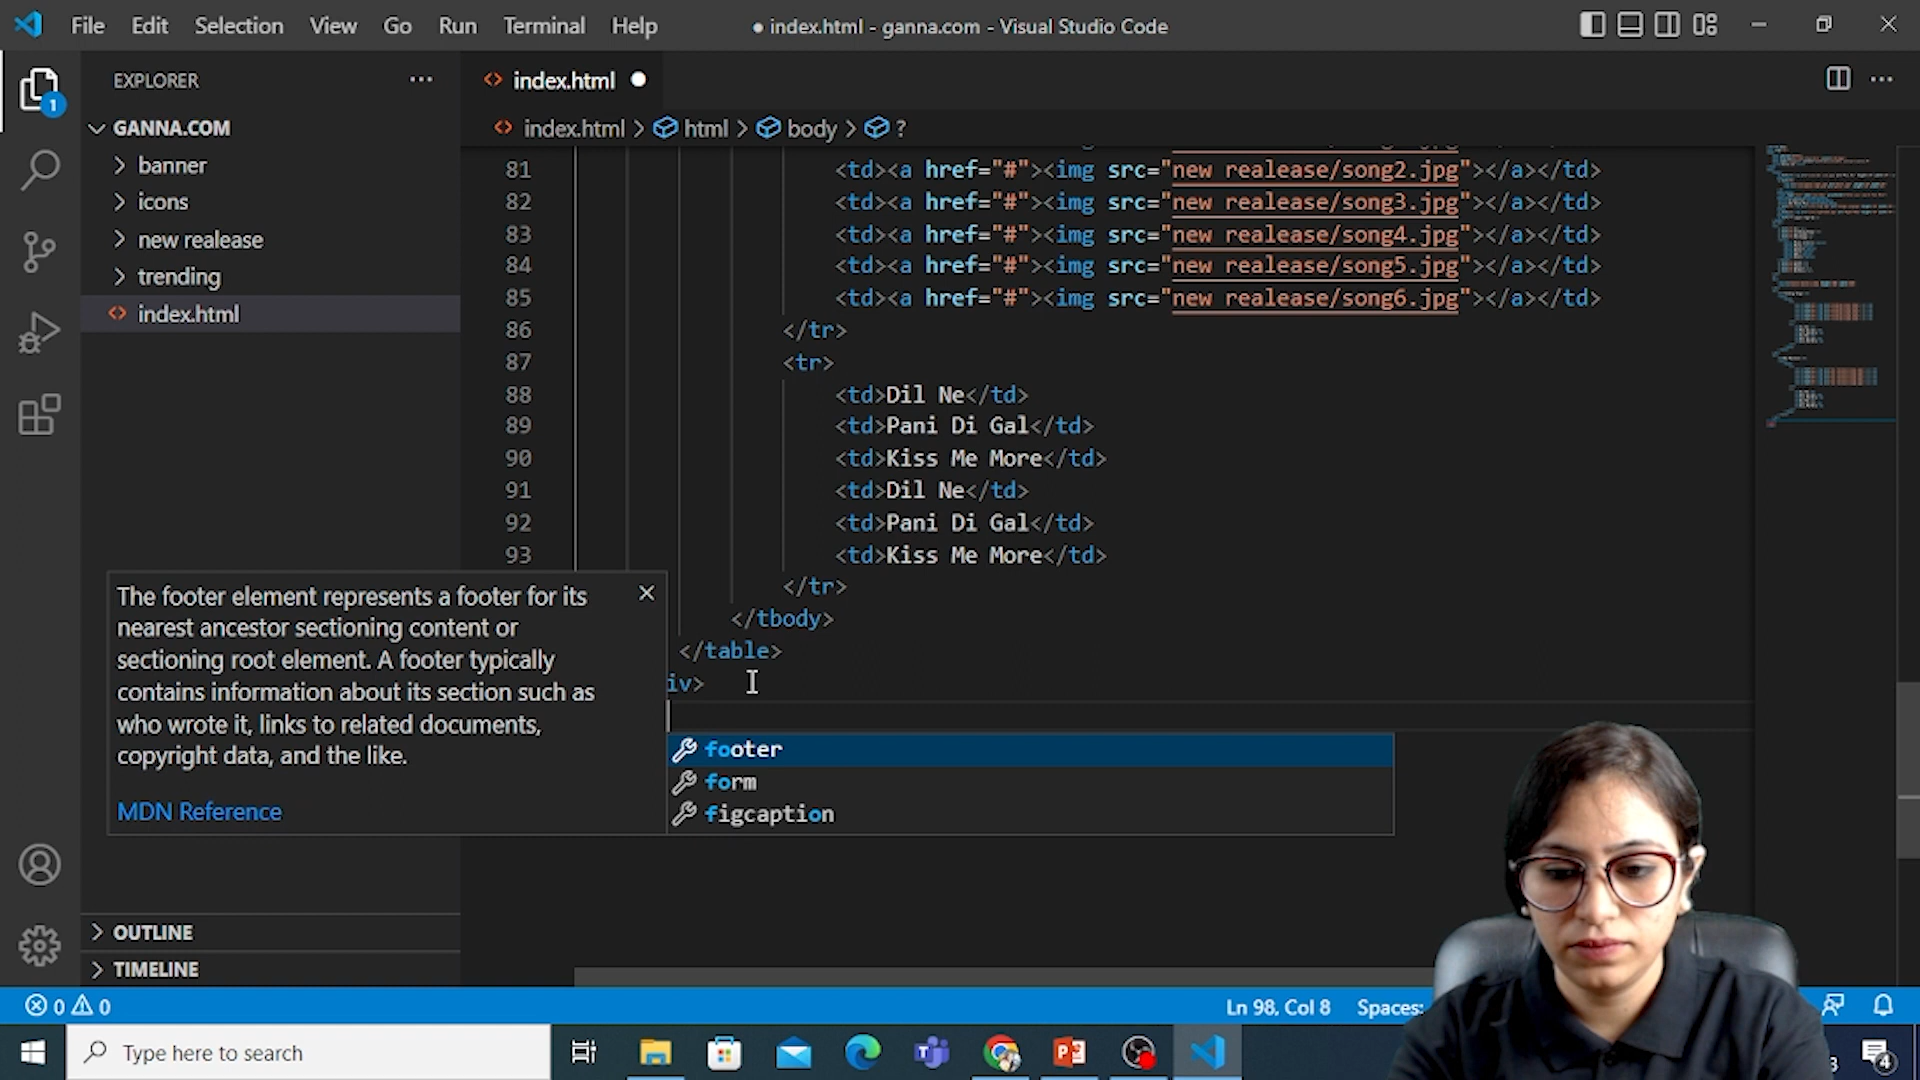 File Edit Selection View Go Run Terminal Help
● index.html - ganna.com - Visual Studio Code
EXPLORER
index.html
1
GANNA.COM
index.html > html > body > ?
banner
icons
new realease
trending
index.html
81 <td><a href="#"><img src="new realease/song2.jpg"></a></td>
82 <td><a href="#"><img src="new realease/song3.jpg"></a></td>
83 <td><a href="#"><img src="new realease/song4.jpg"></a></td>
84 <td><a href="#"><img src="new realease/song5.jpg"></a></td>
85 <td><a href="#"><img src="new realease/song6.jpg"></a></td>
86 </tr>
87 <tr>
88 <td>Dil Ne</td>
89 <td>Pani Di Gal</td>
90 <td>Kiss Me More</td>
91 <td>Dil Ne</td>
92 <td>Pani Di Gal</td>
93 <td>Kiss Me More</td>
</tr>
</tbody>
</table>
iv>
The footer element represents a footer for its
nearest ancestor sectioning content or
sectioning root element. A footer typically
contains information about its section such as
who wrote it, links to related documents,
copyright data, and the like.
MDN Reference
footer
form
figcaption
OUTLINE
TIMELINE
0 0
Ln 98, Col 8 Spaces:
Type here to search
3
4